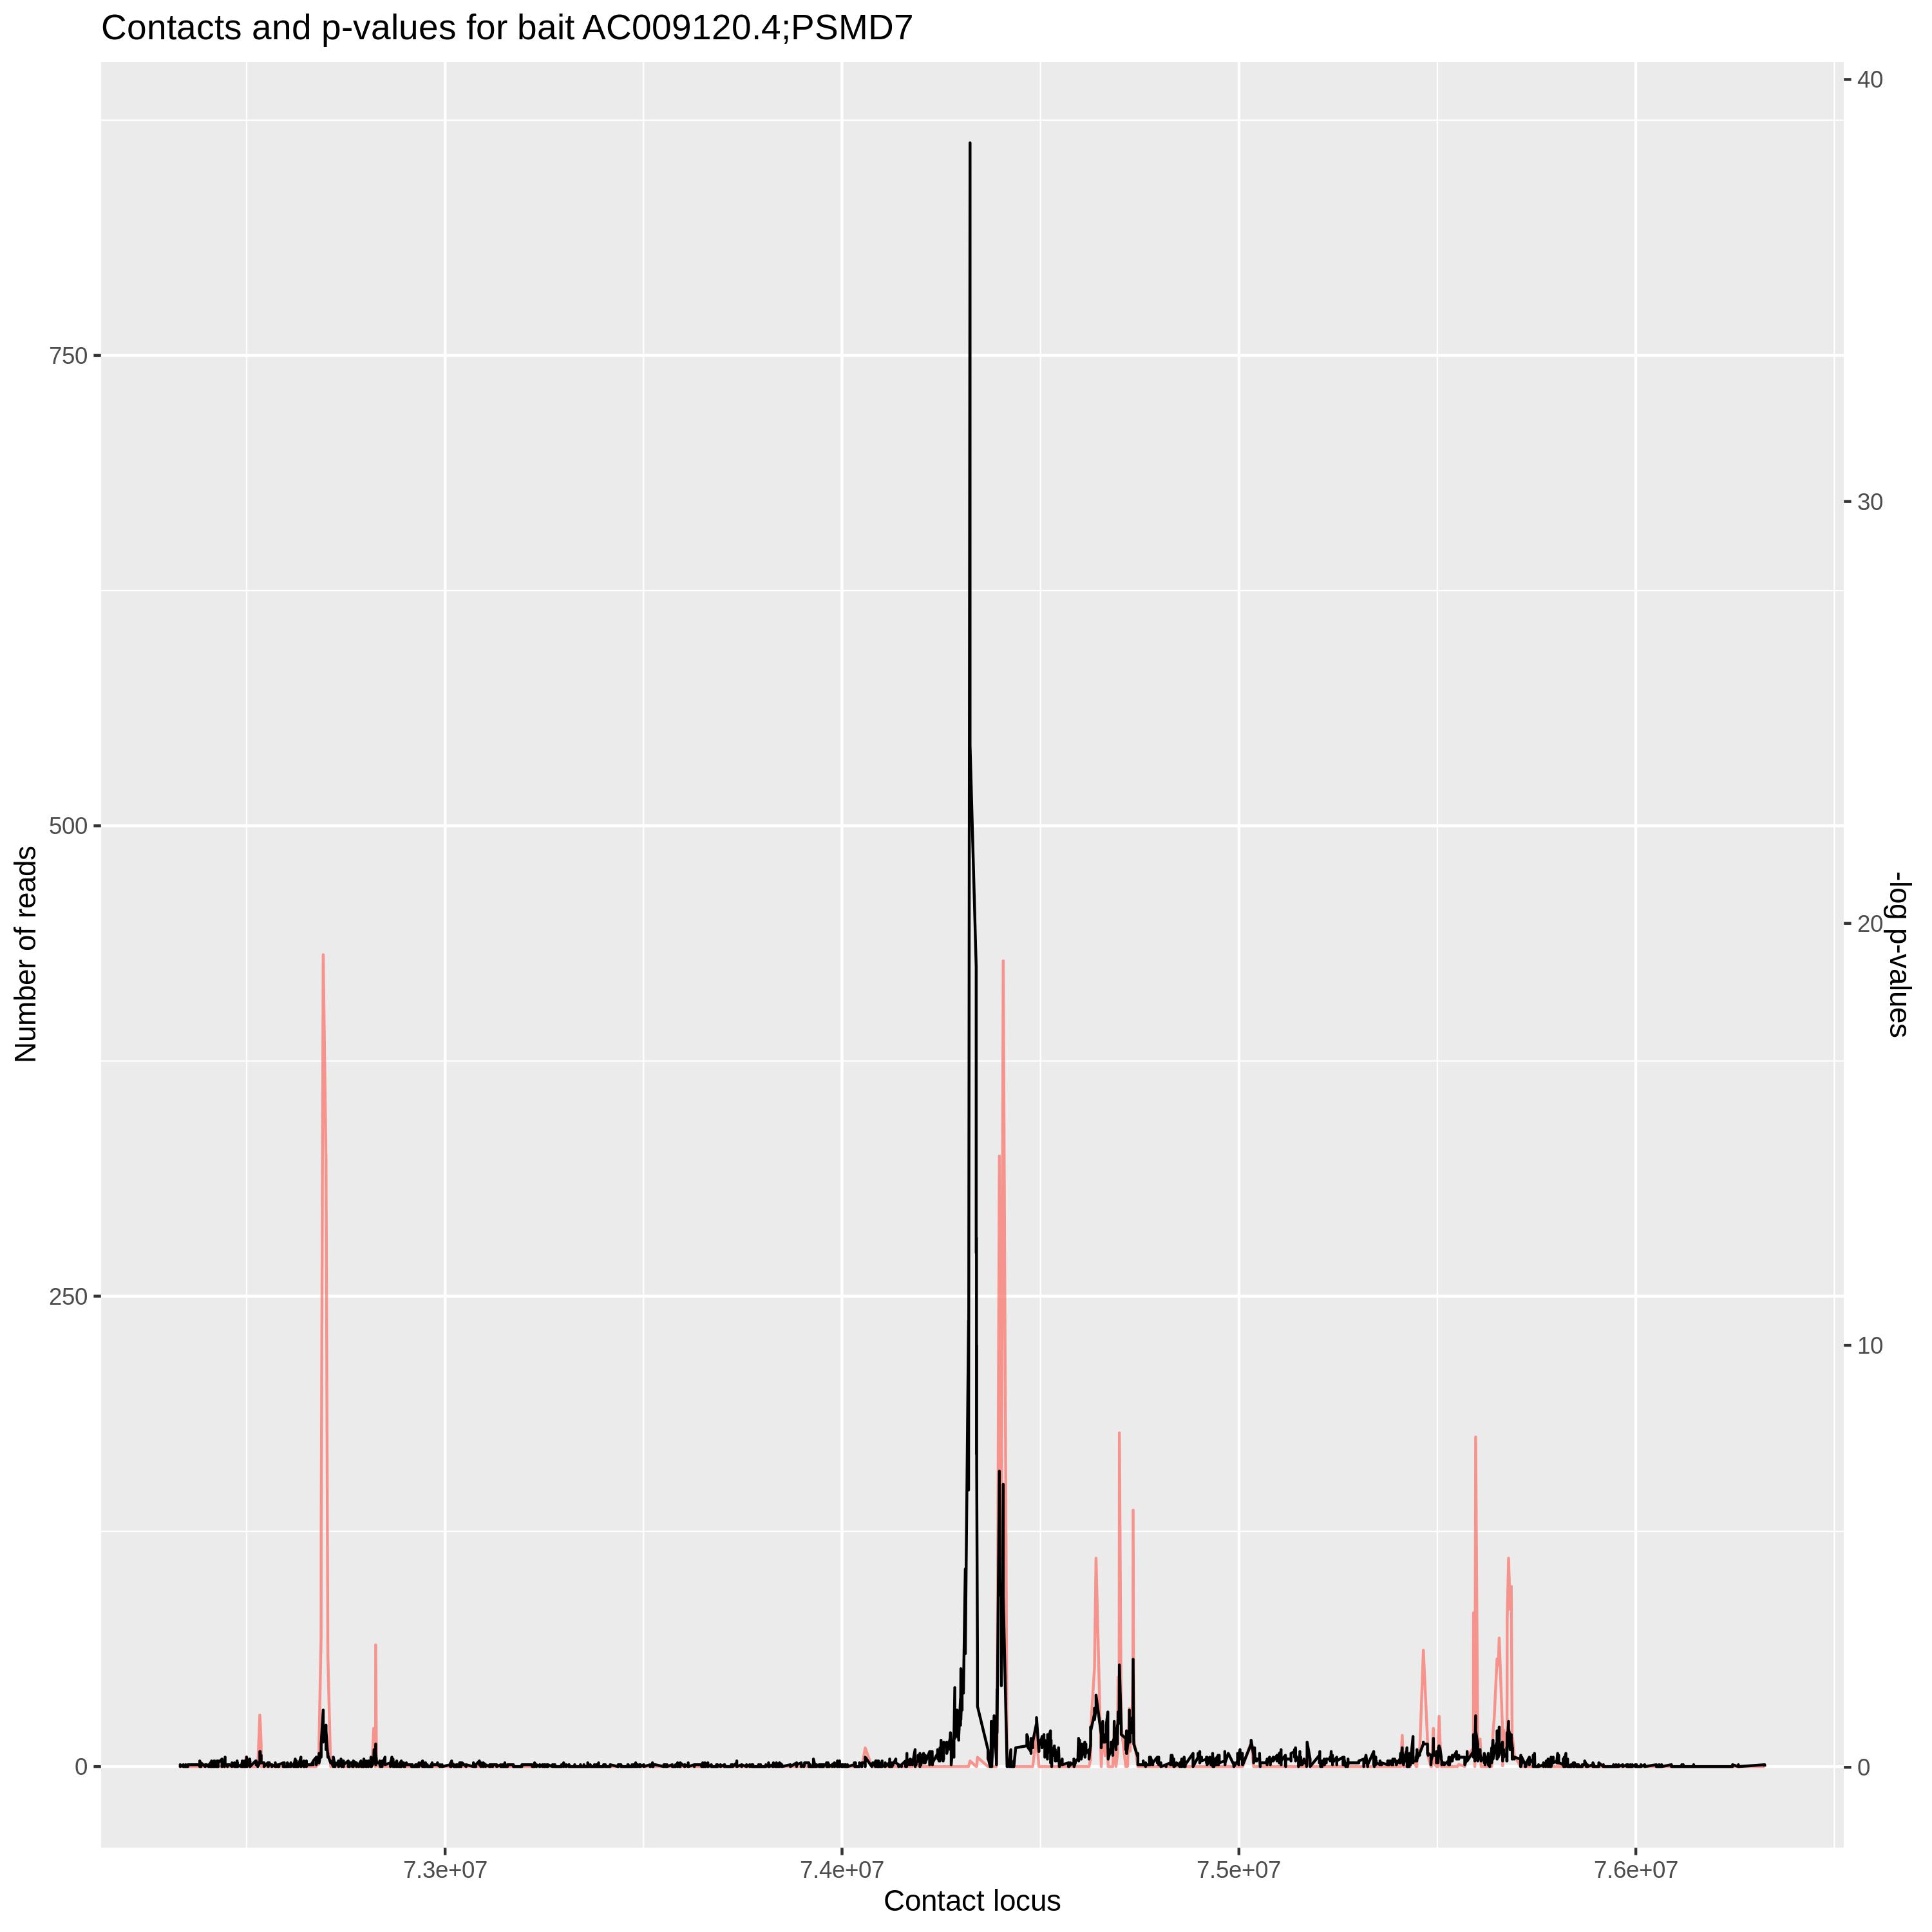 Contacts and p-values for bait AC009120.4;PSMD7
40
750
30
500
Number of reads
-log p-values
20
250
10
0
0
7.3e+07
7.4e+07
7.5e+07
7.6e+07
Contact locus